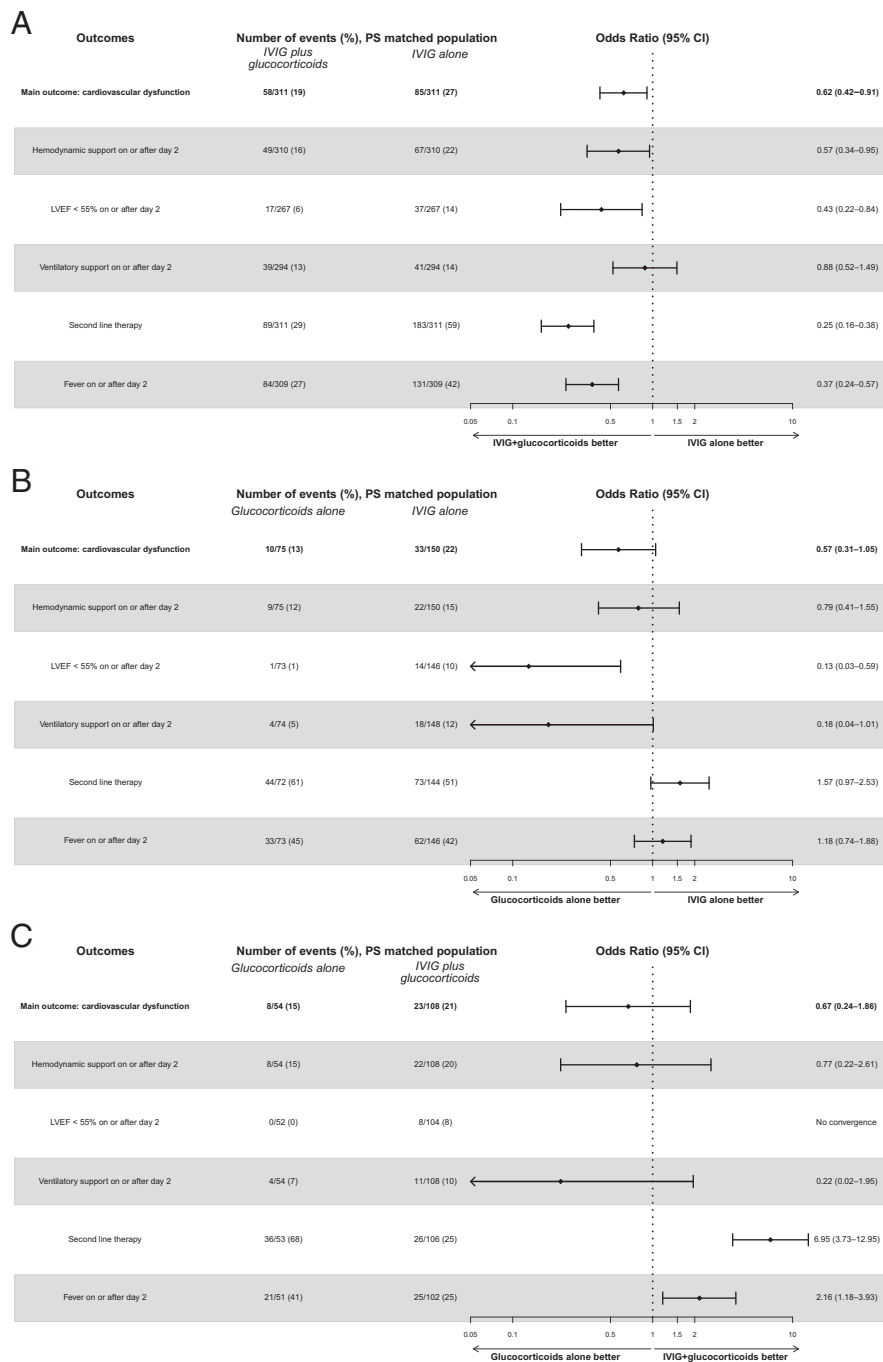 A
Outcomes Number of events (%), PS matched population Odds Ratio (95% CI)
IVIG plus IVIG alone
glucocorticoids
Main outcome: cardiovascular dysfunction 58/311 (19) 85/311 (27) 0.62 (0.42–0.91)
Hemodynamic support on or after day 2 49/310 (16) 67/310 (22) 0.57 (0.34–0.95)
LVEF < 55% on or after day 2 17/267 (6) 37/267 (14) 0.43 (0.22–0.84)
Ventilatory support on or after day 2 39/294 (13) 41/294 (14) 0.88 (0.52–1.49)
Second line therapy 89/311 (29) 183/311 (59) 0.25 (0.16–0.38)
Fever on or after day 2 84/309 (27) 131/309 (42) 0.37 (0.24–0.57)
0.05 0.1 0.5 1 1.5 2 10
IVIG+glucocorticoids better IVIG alone better
B
Outcomes Number of events (%), PS matched population Odds Ratio (95% CI)
Glucocorticoids alone IVIG alone
Main outcome: cardiovascular dysfunction 10/75 (13) 33/150 (22) 0.57 (0.31–1.05)
Hemodynamic support on or after day 2 9/75 (12) 22/150 (15) 0.79 (0.41–1.55)
LVEF < 55% on or after day 2 1/73 (1) 14/146 (10) 0.13 (0.03–0.59)
Ventilatory support on or after day 2 4/74 (5) 18/148 (12) 0.18 (0.04–1.01)
Second line therapy 44/72 (61) 73/144 (51) 1.57 (0.97–2.53)
Fever on or after day 2 33/73 (45) 62/146 (42) 1.18 (0.74–1.88)
0.05 0.1 0.5 1 1.5 2 10
Glucocorticoids alone better IVIG alone better
C
Outcomes Number of events (%), PS matched population Odds Ratio (95% CI)
Glucocorticoids alone IVIG plus
glucocorticoids
Main outcome: cardiovascular dysfunction 8/54 (15) 23/108 (21) 0.67 (0.24–1.86)
Hemodynamic support on or after day 2 8/54 (15) 22/108 (20) 0.77 (0.22–2.61)
LVEF < 55% on or after day 2 0/52 (0) 8/104 (8) No convergence
Ventilatory support on or after day 2 4/54 (7) 11/108 (10) 0.22 (0.02–1.95)
Second line therapy 36/53 (68) 26/106 (25) 6.95 (3.73–12.95)
Fever on or after day 2 21/51 (41) 25/102 (25) 2.16 (1.18–3.93)
0.05 0.1 0.5 1 1.5 2 10
Glucocorticoids alone better IVIG+glucocorticoids better